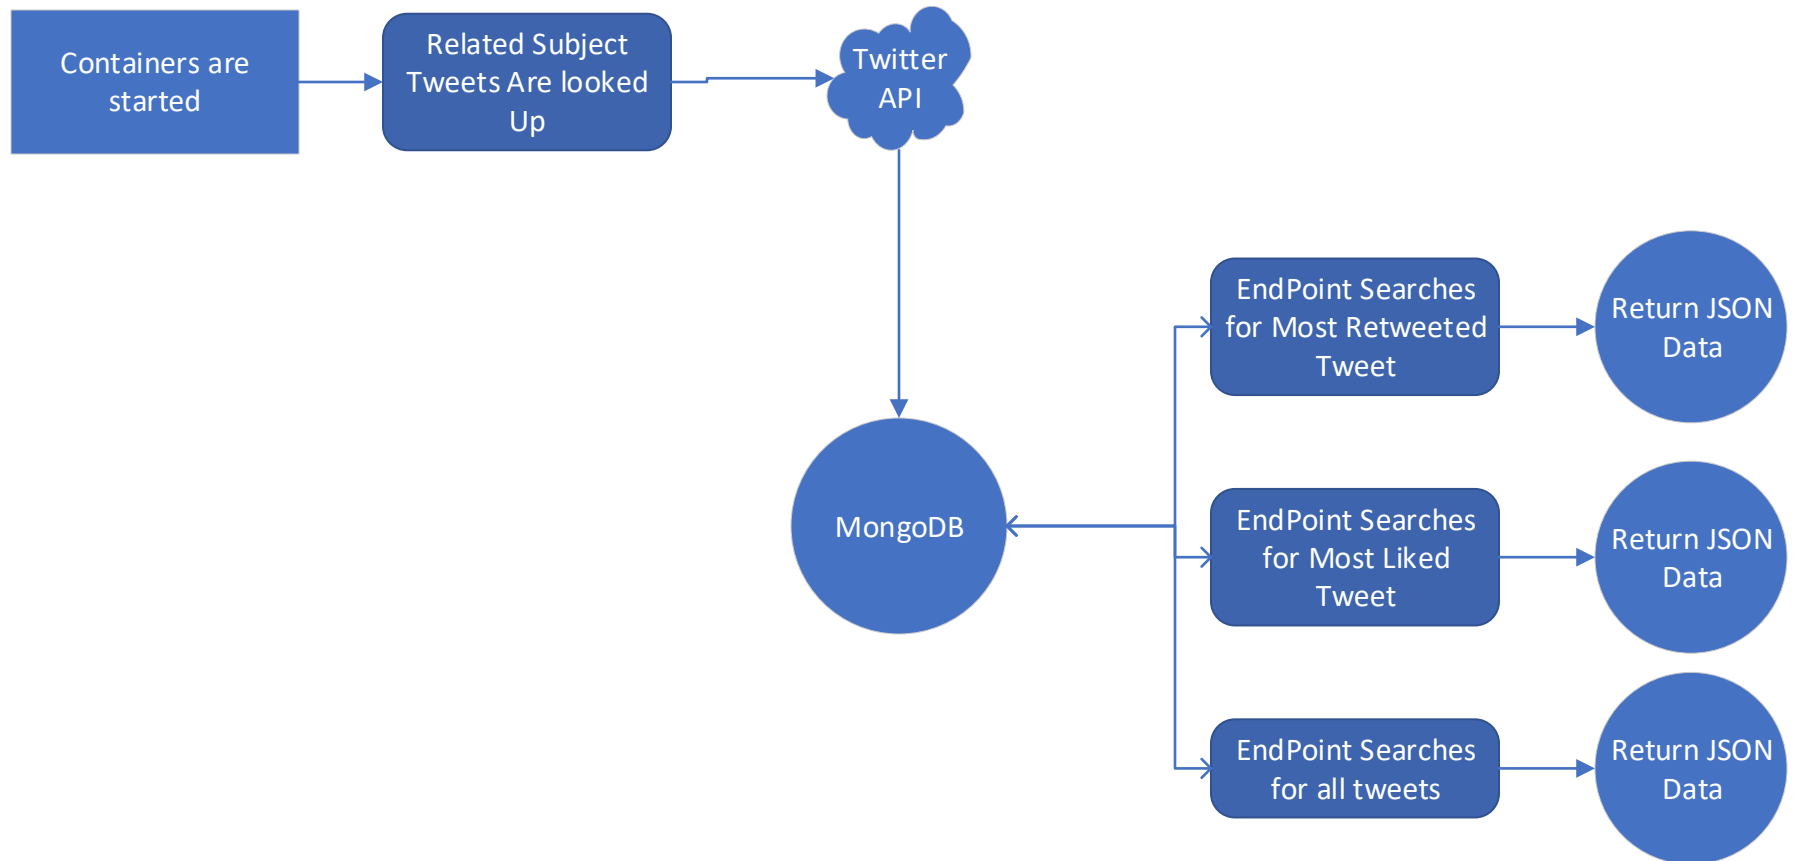 Containers are
started
Related Subject
Tweets Are looked
Up
Twitter
API
MongoDB
EndPoint Searches
for Most Retweeted
Tweet
Return JSON
Data
EndPoint Searches
for Most Liked
Tweet
Return JSON
Data
EndPoint Searches
for all tweets
Return JSON
Data